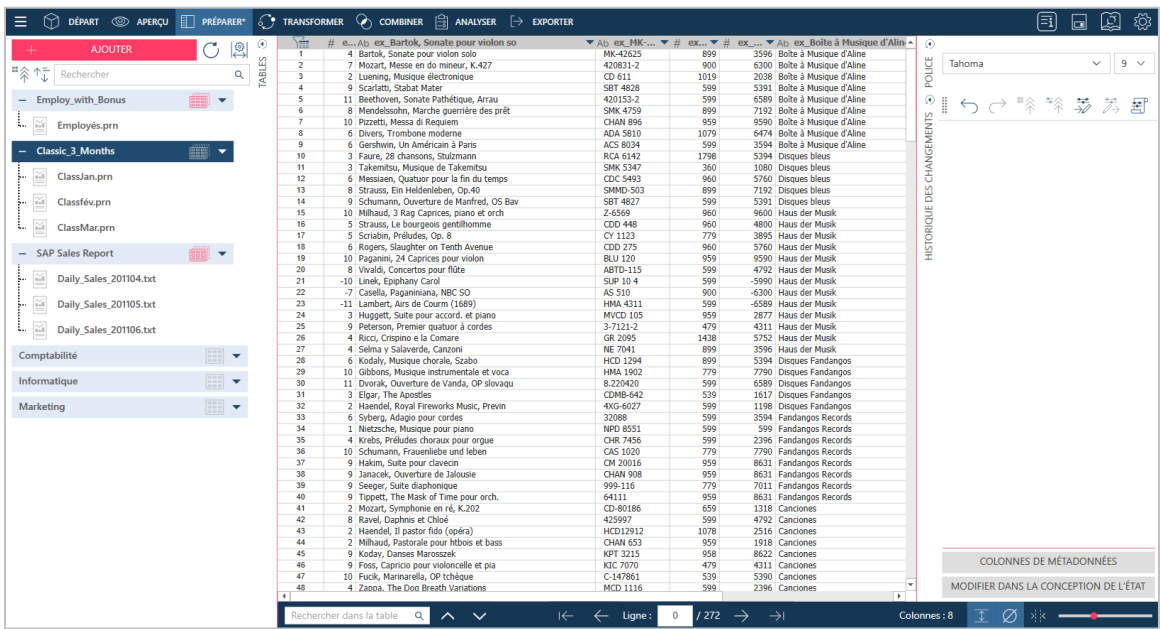 DÉPART APERÇU PRÉPARER* TRANSFORMER COMBINER ANALYSER EXPORTER
AJOUTER
Rechercher
Employ_with_Bonus
Employés.prn
Classic_3_Months
ClassJan.prn
Classfév.prn
ClassMar.prn
SAP Sales Report
Daily_Sales_201104.txt
Daily_Sales_201105.txt
Daily_Sales_201106.txt
Comptabilité
Informatique
Marketing
TABLES
# e... Ab ex_Bartok, Sonate pour violon so Ab ex_MK-... # ex... # ex_... Ab ex_Boîte à Musique d'Alin
1 4 Bartok, Sonate pour violon solo MK-42625 899 3596 Boîte à Musique d'Aline
2 7 Mozart, Messe en do mineur, K.427 420831-2 900 6300 Boîte à Musique d'Aline
3 2 Luening, Musique électronique CD 611 1019 2038 Boîte à Musique d'Aline
4 9 Scarlatti, Stabat Mater SBT 4828 599 5391 Boîte à Musique d'Aline
5 11 Beethoven, Sonate Pathétique, Arrau 420153-2 599 6589 Boîte à Musique d'Aline
6 8 Mendelssohn, Marche guerrière des prêt SMK 4759 899 7192 Boîte à Musique d'Aline
7 10 Pizzetti, Messa di Requiem CHAN 896 959 9590 Boîte à Musique d'Aline
8 6 Divers, Trombone moderne ADA 5810 1079 6474 Boîte à Musique d'Aline
9 6 Gershwin, Un Américain à Paris ACS 8034 599 3594 Boîte à Musique d'Aline
10 3 Faure, 28 chansons, Stulzmann RCA 6142 1798 5394 Disques bleus
11 3 Takemitsu, Musique de Takemitsu SMK 5347 360 1080 Disques bleus
12 6 Messiaen, Quatuor pour la fin du temps CDC 5493 960 5760 Disques bleus
13 8 Strauss, Ein Heldenleben, Op.40 SMMD-503 899 7192 Disques bleus
14 9 Schumann, Ouverture de Manfred, OS Bav SBT 4827 599 5391 Disques bleus
15 10 Milhaud, 3 Rag Caprices, piano et orch Z-6569 960 9600 Haus der Musik
16 5 Strauss, Le bourgeois gentilhomme CDD 448 960 4800 Haus der Musik
17 5 Scriabin, Préludes, Op. 8 CY 1123 779 3895 Haus der Musik
18 6 Rogers, Slaughter on Tenth Avenue CDD 275 960 5760 Haus der Musik
19 10 Paganini, 24 Caprices pour violon BLU 120 959 9590 Haus der Musik
20 8 Vivaldi, Concertos pour flûte ABTD-115 599 4792 Haus der Musik
21 -10 Linek, Epiphany Carol SUP 10 4 599 -5990 Haus der Musik
22 -7 Casella, Paganiniana, NBC SO AS 510 900 -6300 Haus der Musik
23 -11 Lambert, Airs de Courm (1689) HMA 4311 599 -6589 Haus der Musik
24 3 Huggett, Suite pour accord. et piano MVCD 105 959 2877 Haus der Musik
25 9 Peterson, Premier quatuor à cordes 3-7121-2 479 4311 Haus der Musik
26 4 Ricci, Crispino e la Comare GR 2095 1438 5752 Haus der Musik
27 4 Selma y Salaverde, Canzoni NE 7041 899 3596 Haus der Musik
28 6 Kodaly, Musique chorale, Szabo HCD 1294 899 5394 Disques Fandangos
29 10 Gibbons, Musique instrumentale et voca HMA 1902 779 7790 Disques Fandangos
30 11 Dvorak, Ouverture de Vanda, OP slovaqu 8.220420 599 6589 Disques Fandangos
31 3 Elgar, The Apostles CDMB-642 539 1617 Disques Fandangos
32 2 Haendel, Royal Fireworks Music, Previn 4XG-6027 599 1198 Disques Fandangos
33 6 Syberg, Adagio pour cordes 32088 599 3594 Fandangos Records
34 1 Nietzsche, Musique pour piano NPD 8551 599 599 Fandangos Records
35 4 Krebs, Préludes choraux pour orgue CHR 7456 599 2396 Fandangos Records
36 10 Schumann, Frauenliebe und leben CAS 1020 779 7790 Fandangos Records
37 9 Hakim, Suite pour clavecin CM 20016 959 8631 Fandangos Records
38 9 Janacek, Ouverture de Jalousie CHAN 908 959 8631 Fandangos Records
39 9 Seeger, Suite diaphonique 999-116 779 7011 Fandangos Records
40 9 Tippett, The Mask of Time pour orch. 64111 959 8631 Fandangos Records
41 2 Mozart, Symphonie en ré, K.202 CD-80186 659 1318 Canciones
42 8 Ravel, Daphnis et Chloé 425997 599 4792 Canciones
43 2 Haendel, Il pastor fido (opéra) HCD12912 1078 2516 Canciones
44 2 Milhaud, Pastorale pour htbois et bass CHAN 653 959 1918 Canciones
45 9 Koday, Danses Marosszek KPT 3215 958 8622 Canciones
46 9 Foss, Capricio pour violoncelle et pia KIC 7070 479 4311 Canciones
47 10 Fucik, Marinarella, OP tchèque C-147861 539 5390 Canciones
48 4 Zappa, The Dog Breath Variations MCD 1116 599 2396 Canciones
Rechercher dans la table Ligne : 0 / 272 Colonnes : 8
POLICE
Tahoma 9
HISTORIQUE DES CHANGEMENTS
COLONNES DE MÉTADONNÉES
MODIFIER DANS LA CONCEPTION DE L'ÉTAT